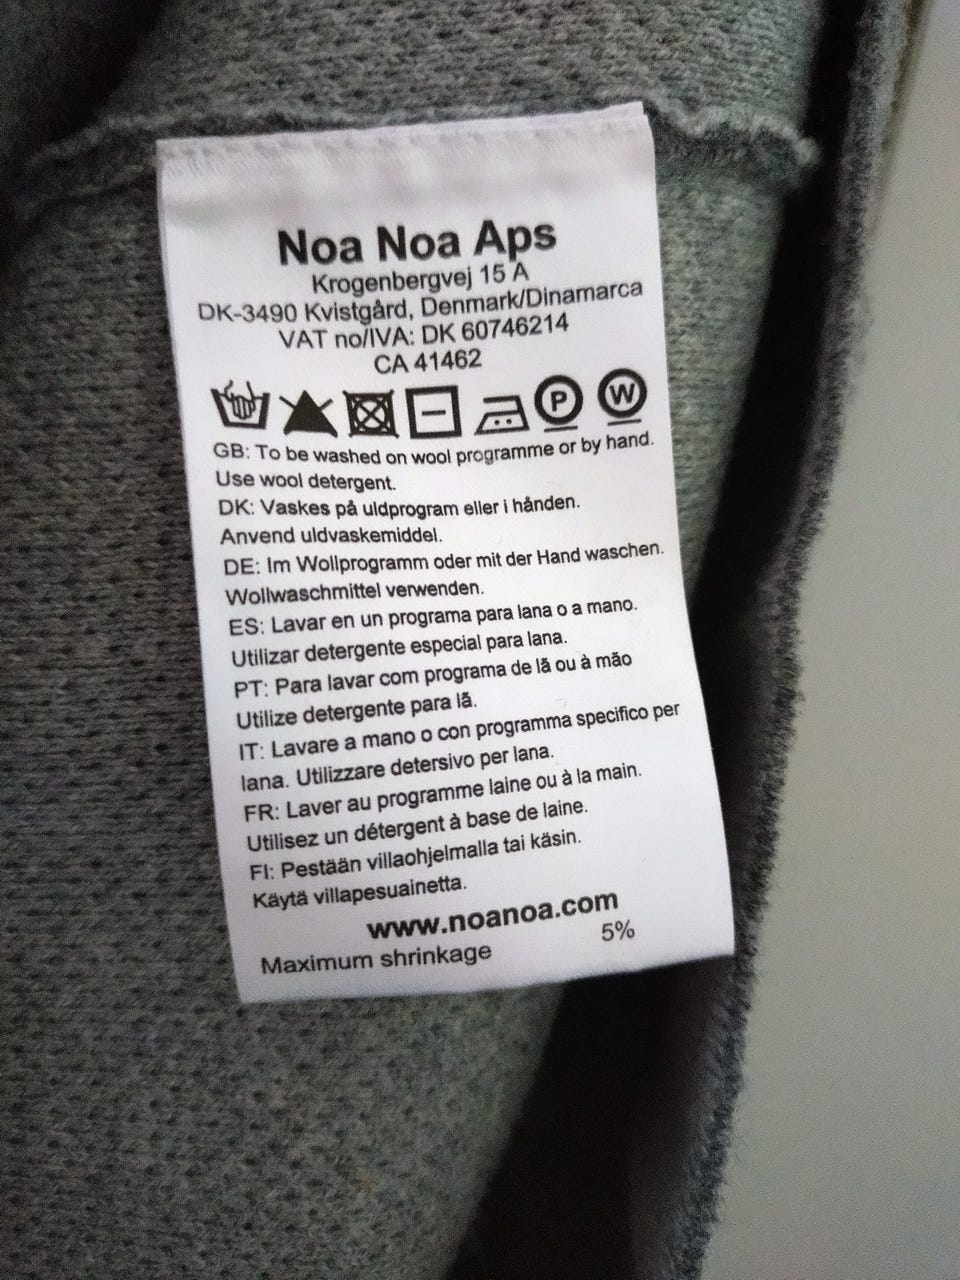 Noa Noa Aps
Krogenbergvej 15 A
DK-3490 Kvistgård, Denmark/Dinamarca
VAT no/IVA: DK 60746214
CA 41462
P W
GB: To be washed on wool programme or by hand.
Use wool detergent.
DK: Vaskes på uldprogram eller i hånden.
Anvend uldvaskemiddel.
DE: Im Wollprogramm oder mit der Hand waschen.
Wollwaschmittel verwenden.
ES: Lavar en un programa para lana o a mano.
Utilizar detergente especial para lana.
PT: Para lavar com programa de lã ou à mão
Utilize detergente para lã.
IT: Lavare a mano o con programma specifico per
lana. Utilizzare detersivo per lana.
FR: Laver au programme laine ou à la main.
Utilisez un détergent à base de laine.
FI: Pestään villaohjelmalla tai käsin.
Käytä villapesuainetta.
www.noanoa.com
Maximum shrinkage 5%